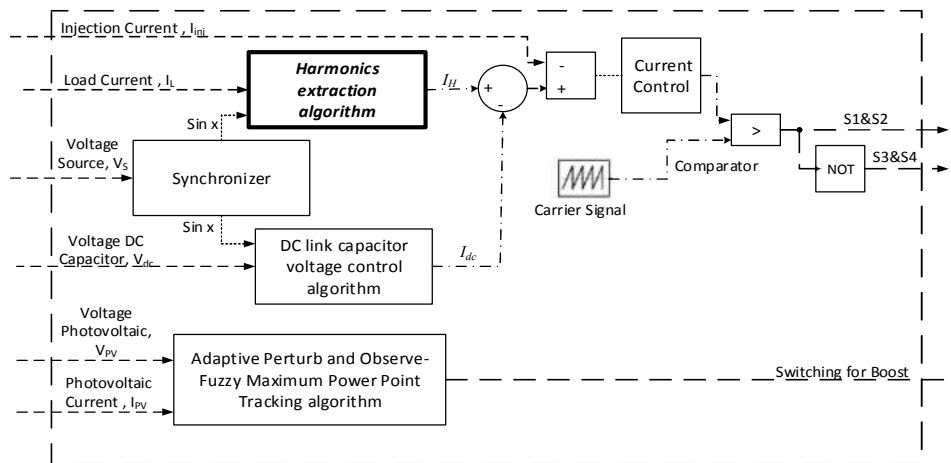 Injection Current , Iinj
Load Current , IL
Harmonics
extraction
algorithm
IH
+
-
-
+
Current
Control
>
S1&S2
S3&S4
NOT
Comparator
Carrier Signal
Sin x
Voltage
Source, VS
Synchronizer
Sin x
Voltage DC
Capacitor, Vdc
DC link capacitor
voltage control
algorithm
Idc
Voltage
Photovoltaic,
VPV
Photovoltaic
Current , IPV
Adaptive Perturb and Observe-
Fuzzy Maximum Power Point
Tracking algorithm
Switching for Boost